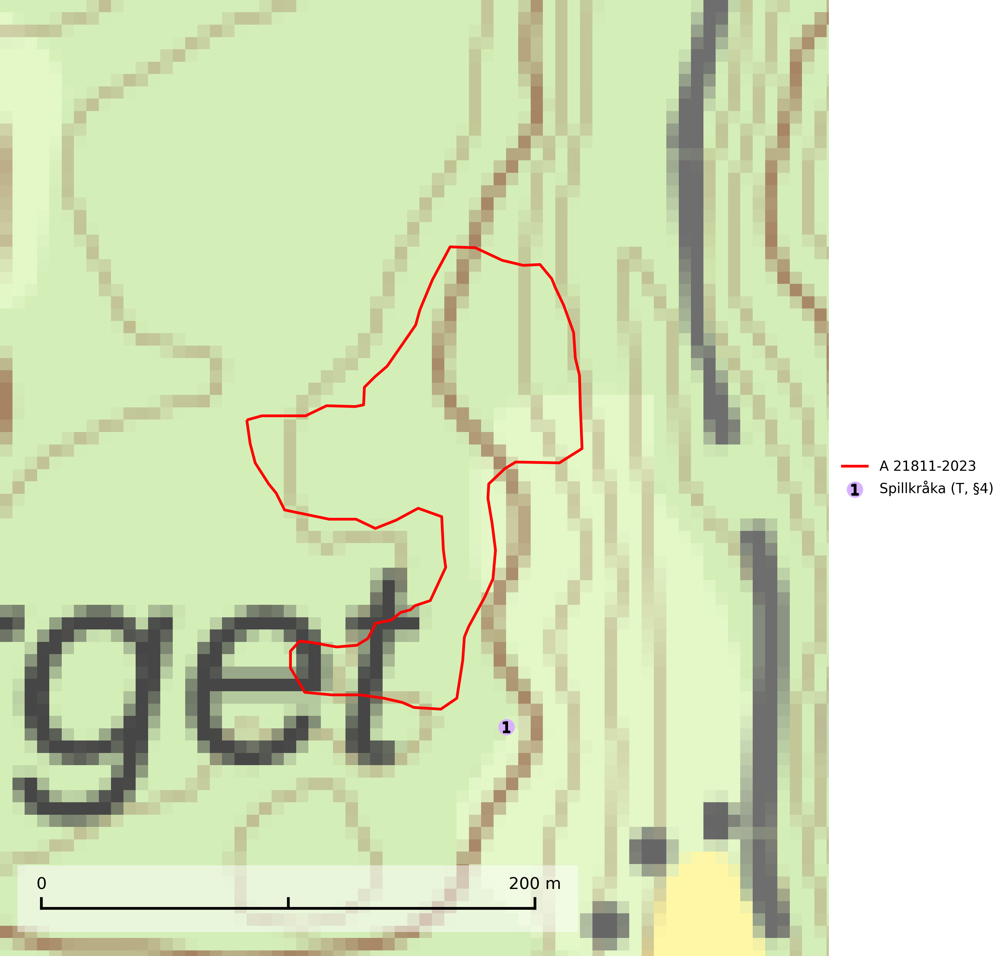 A 21811-2023
1 Spillkråka (T, §4)
get
1
0 200 m